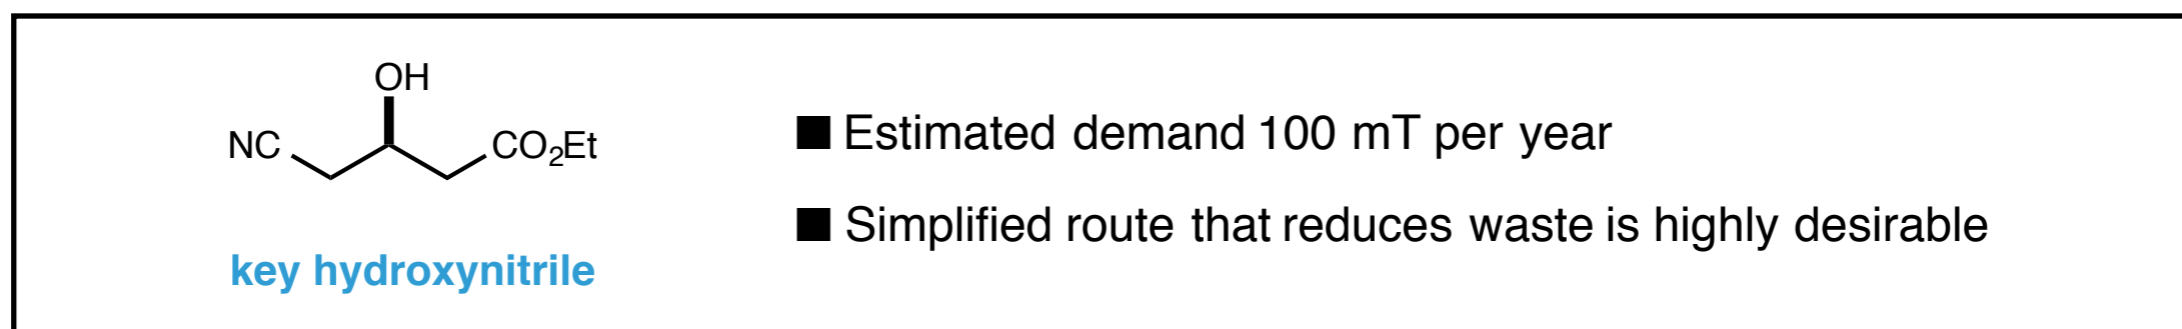 OH
NC
CO₂Et
key hydroxynitrile
■ Estimated demand 100 mT per year
■ Simplified route that reduces waste is highly desirable